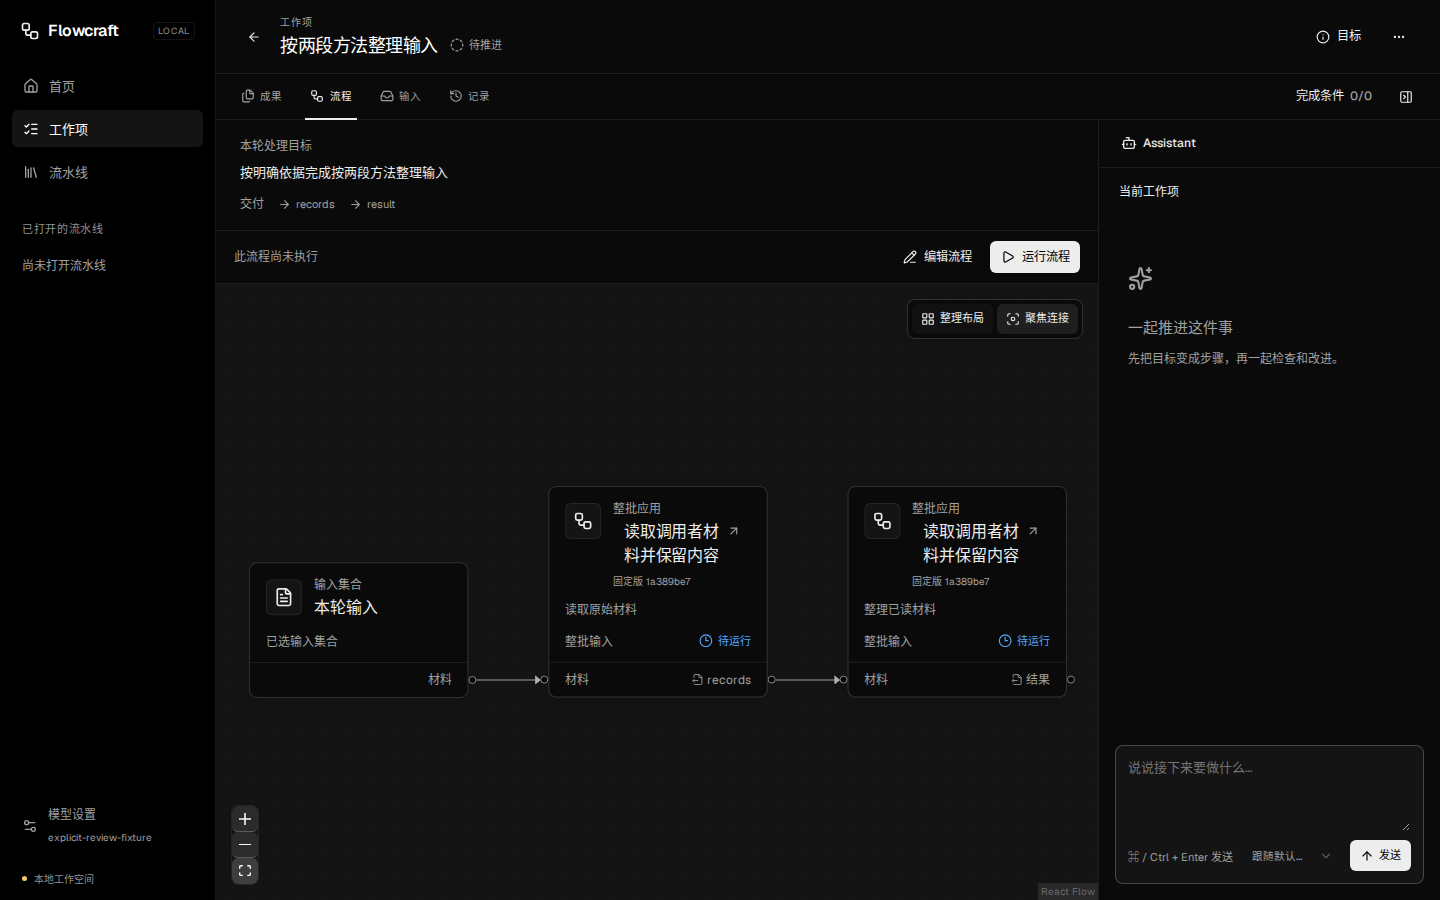 Flowcraft
LOCAL
首页
工作项
流水线
已打开的流水线
尚未打开流水线
模型设置
explicit-review-fixture
本地工作空间
工作项
按两段方法整理输入
待推进
目标
成果
流程
输入
记录
完成条件 0/0
本轮处理目标
按明确依据完成按两段方法整理输入
交付 → records → result
此流程尚未执行
编辑流程
运行流程
整理布局
聚焦连接
输入集合
本轮输入
已选输入集合
材料
整批应用
读取调用者材
料并保留内容
固定版 1a389be7
读取原始材料
整批输入
待运行
材料
records
整批应用
读取调用者材
料并保留内容
固定版 1a389be7
整理已读材料
整批输入
待运行
材料
结果
React Flow
Assistant
当前工作项
一起推进这件事
先把目标变成步骤，再一起检查和改进。
说说接下来要做什么…
⌘ / Ctrl + Enter 发送
跟随默认…
发送